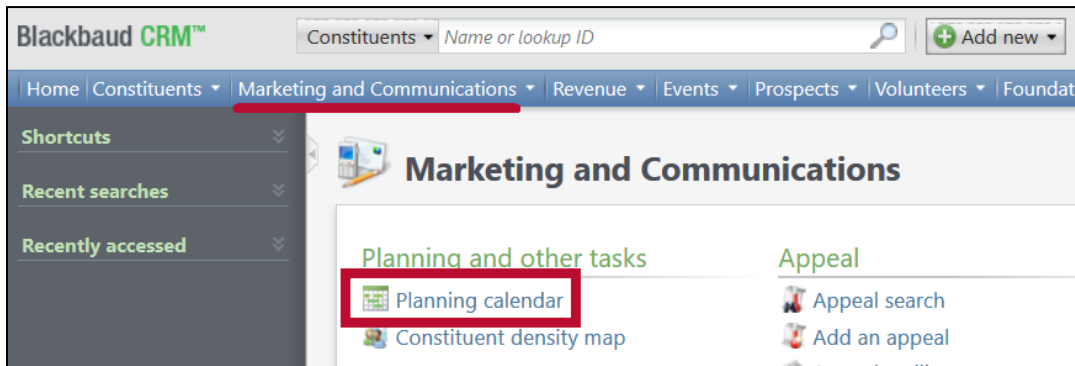 Blackbaud CRM™ Constituents Name or lookup ID Add new
Home Constituents Marketing and Communications Revenue Events Prospects Volunteers Foundat
Shortcuts
Recent searches
Recently accessed
Marketing and Communications
Planning and other tasks
Planning calendar
Constituent density map
Appeal
Appeal search
Add an appeal